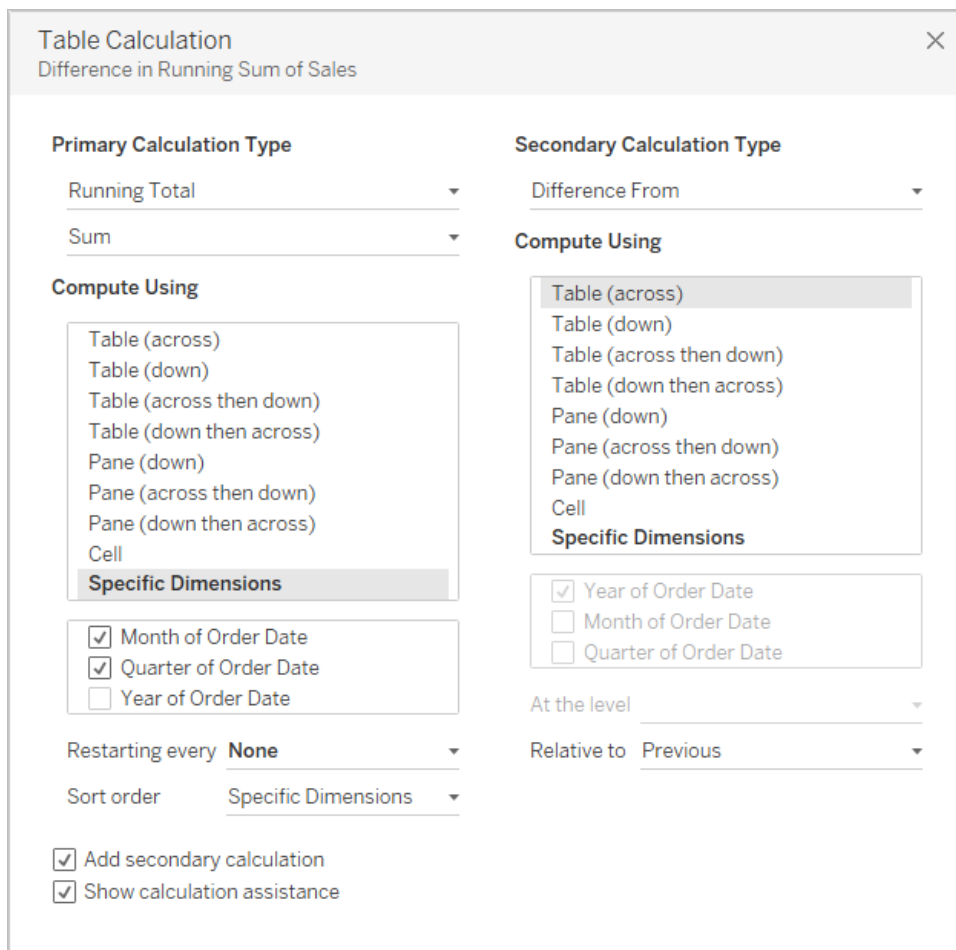 Table Calculation
Difference in Running Sum of Sales
Primary Calculation Type
Running Total
Sum
Compute Using
Table (across)
Table (down)
Table (across then down)
Table (down then across)
Pane (down)
Pane (across then down)
Pane (down then across)
Cell
Specific Dimensions
Month of Order Date
Quarter of Order Date
Year of Order Date
Restarting every None
Sort order Specific Dimensions
Add secondary calculation
Show calculation assistance
Secondary Calculation Type
Difference From
Compute Using
Table (across)
Table (down)
Table (across then down)
Table (down then across)
Pane (down)
Pane (across then down)
Pane (down then across)
Cell
Specific Dimensions
Year of Order Date
Month of Order Date
Quarter of Order Date
At the level
Relative to Previous